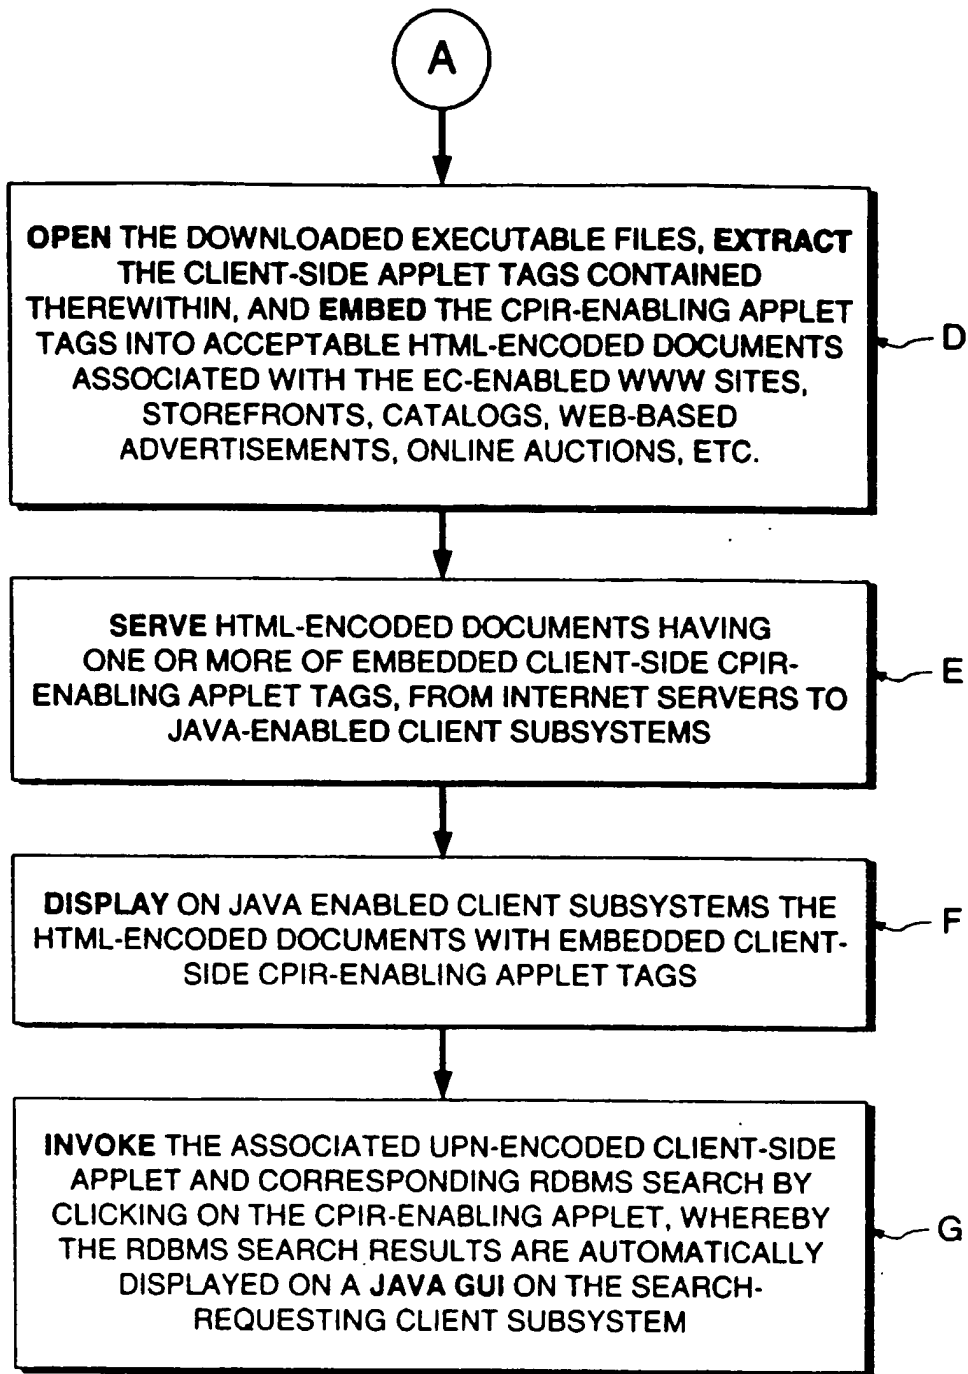 A
OPEN THE DOWNLOADED EXECUTABLE FILES, EXTRACT
THE CLIENT-SIDE APPLET TAGS CONTAINED
THEREWITHIN, AND EMBED THE CPIR-ENABLING APPLET
TAGS INTO ACCEPTABLE HTML-ENCODED DOCUMENTS
ASSOCIATED WITH THE EC-ENABLED WWW SITES,
STOREFRONTS, CATALOGS, WEB-BASED
ADVERTISEMENTS, ONLINE AUCTIONS, ETC.
D
SERVE HTML-ENCODED DOCUMENTS HAVING
ONE OR MORE OF EMBEDDED CLIENT-SIDE CPIR-
ENABLING APPLET TAGS, FROM INTERNET SERVERS TO
JAVA-ENABLED CLIENT SUBSYSTEMS
E
DISPLAY ON JAVA ENABLED CLIENT SUBSYSTEMS THE
HTML-ENCODED DOCUMENTS WITH EMBEDDED CLIENT-
SIDE CPIR-ENABLING APPLET TAGS
F
INVOKE THE ASSOCIATED UPN-ENCODED CLIENT-SIDE
APPLET AND CORRESPONDING RDBMS SEARCH BY
CLICKING ON THE CPIR-ENABLING APPLET, WHEREBY
THE RDBMS SEARCH RESULTS ARE AUTOMATICALLY
DISPLAYED ON A JAVA GUI ON THE SEARCH-
REQUESTING CLIENT SUBSYSTEM
G